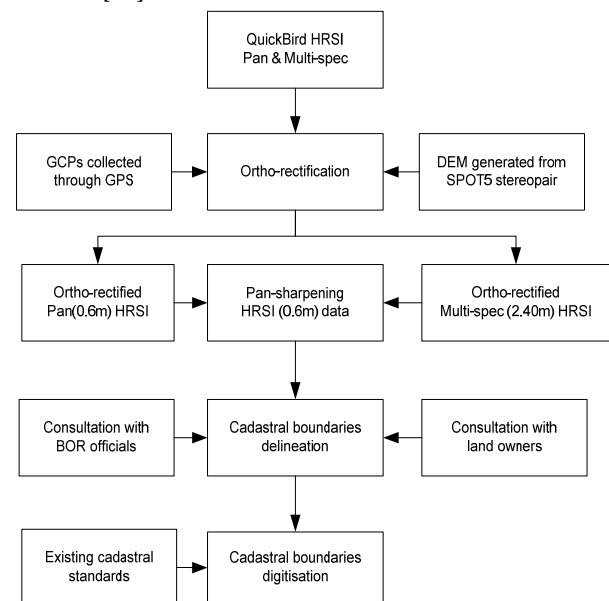 QuickBird HRSI
Pan & Multi-spec
GCPs collected
through GPS
Ortho-rectification
DEM generated from
SPOT5 stereopair
Ortho-rectified
Pan(0.6m) HRSI
Pan-sharpening
HRSI (0.6m) data
Ortho-rectified
Multi-spec (2.40m) HRSI
Consultation with
BOR officials
Cadastral boundaries
delineation
Consultation with
land owners
Existing cadastral
standards
Cadastral boundaries
digitisation